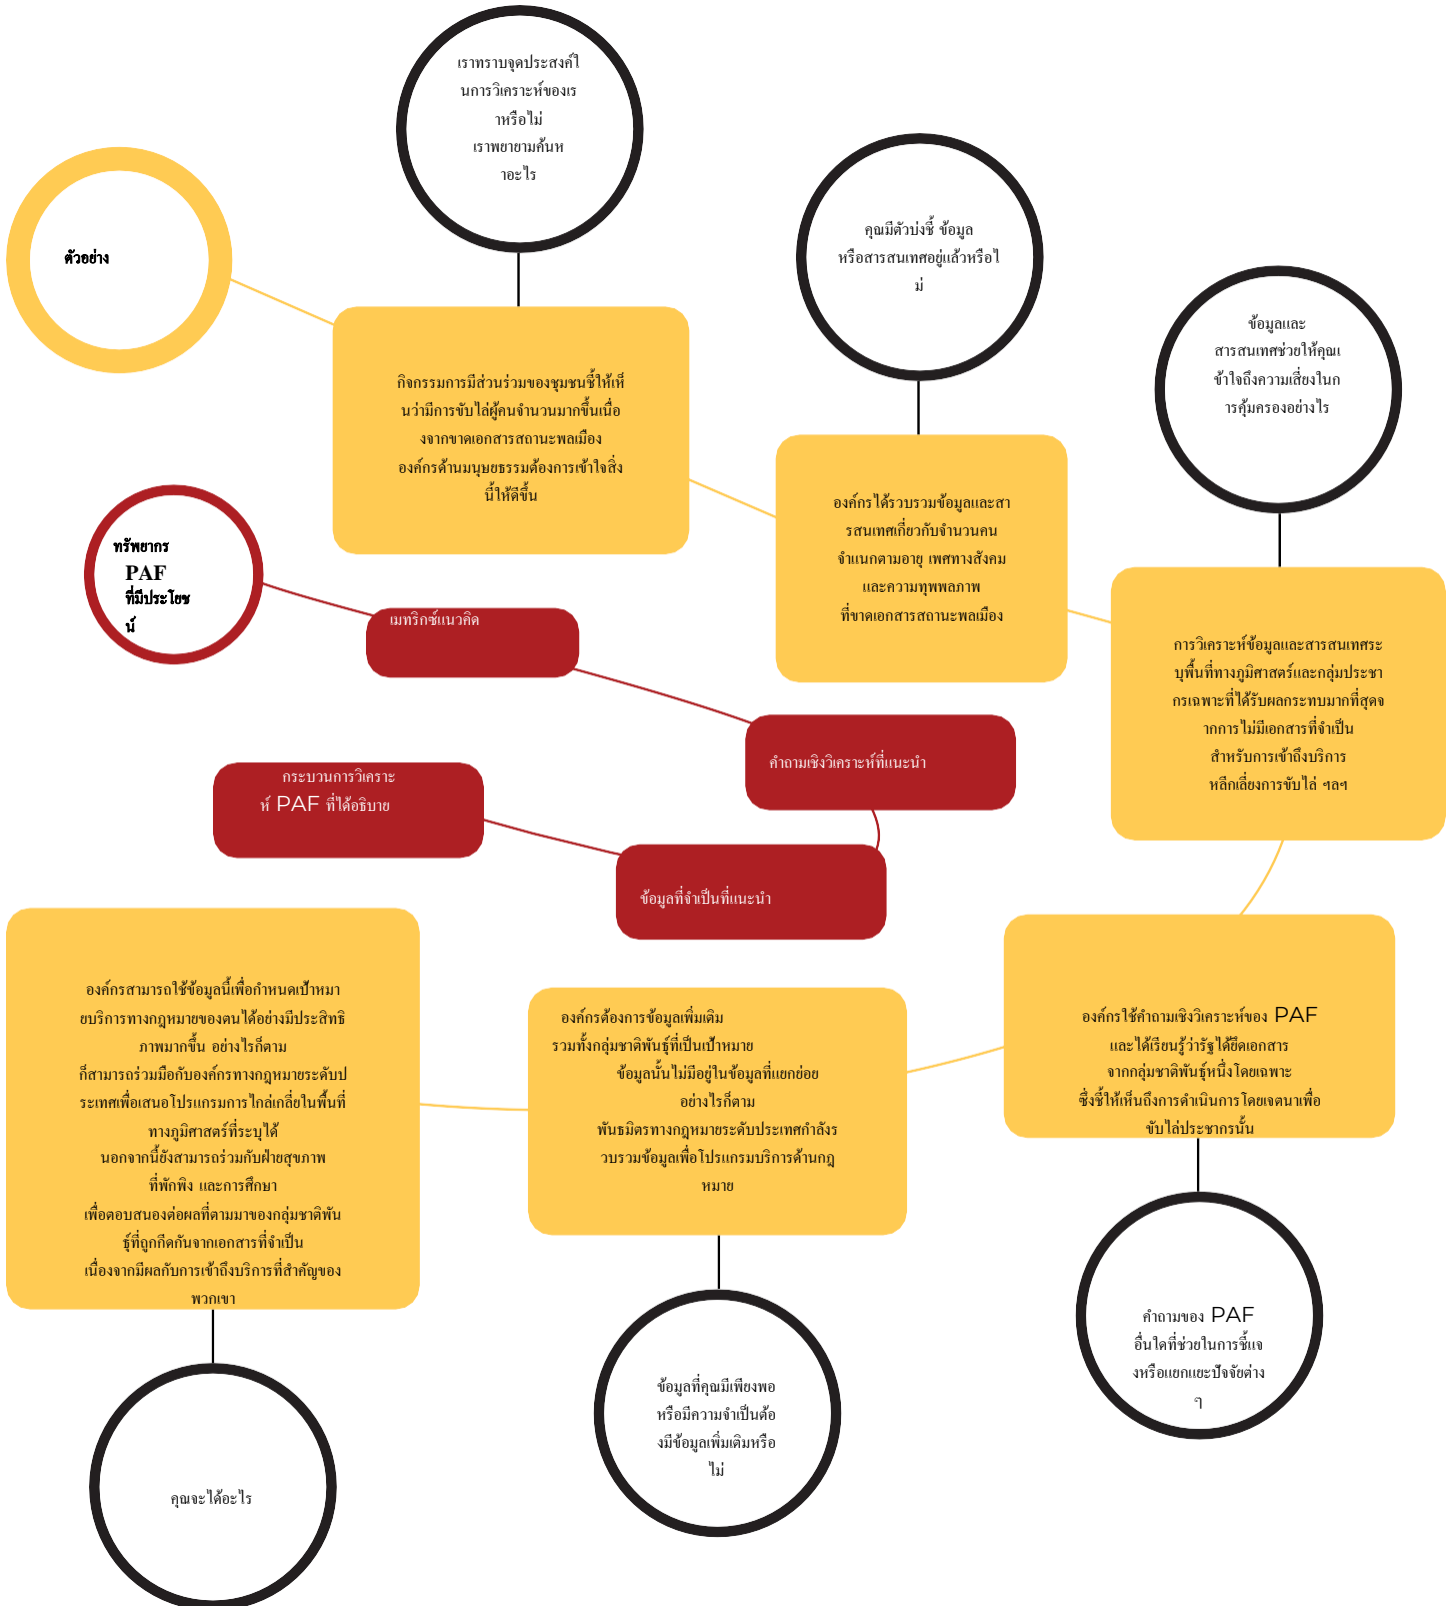 เราทราบจุดประสงค์ใ
นการวิเคราะห์ของเร
าหรือไม่
เราพยายามค้นห
าอะไร
ตัวอย่าง
คุณมีตัวบ่งชี้ ข้อมูล
หรือสารสนเทศอยู่แล้วหรือไ
ม่
ข้อมูลและ
สารสนเทศช่วยให้คุณเ
ข้าใจถึงความเสี่ยงในก
ารคุ้มครองอย่างไร
กิจกรรมการมีส่วนร่วมของชุมชนชี้ให้เห็
นว่ามีการขับไล่ผู้คนจำนวนมากขึ้นเนื่อ
งจากขาดเอกสารสถานะพลเมือง
องค์กรด้านมนุษยธรรมต้องการเข้าใจสิ่ง
นี้ให้ดีขึ้น
องค์กรได้รวบรวมข้อมูลและสา
รสนเทศเกี่ยวกับจำนวนคน
จำแนกตามอายุ เพศทางสังคม
และความทุพพลภาพ
ที่ขาดเอกสารสถานะพลเมือง
การวิเคราะห์ข้อมูลและสารสนเทศระ
บุพื้นที่ทางภูมิศาสตร์และกลุ่มประชา
กรเฉพาะที่ได้รับผลกระทบมากที่สุดจ
ากการไม่มีเอกสารที่จำเป็น
สำหรับการเข้าถึงบริการ
หลีกเลี่ยงการขับไล่ ฯลฯ
ทรัพยากร
PAF
ที่มีประโยช
น์
เมทริกซ์แนวคิด
คำถามเชิงวิเคราะห์ที่แนะนำ
กระบวนการวิเคราะ
ห์ PAF ที่ได้อธิบาย
ข้อมูลที่จำเป็นที่แนะนำ
องค์กรใช้คำถามเชิงวิเคราะห์ของ PAF
และได้เรียนรู้ว่ารัฐได้ยึดเอกสาร
จากกลุ่มชาติพันธุ์หนึ่งโดยเฉพาะ
ซึ่งชี้ให้เห็นถึงการดำเนินการโดยเจตนาเพื่อ
ขับไล่ประชากรนั้น
องค์กรต้องการข้อมูลเพิ่มเติม
รวมทั้งกลุ่มชาติพันธุ์ที่เป็นเป้าหมาย
ข้อมูลนั้นไม่มีอยู่ในข้อมูลที่แยกย่อย
อย่างไรก็ตาม
พันธมิตรทางกฎหมายระดับประเทศกำลังร
วบรวมข้อมูลเพื่อโปรแกรมบริการด้านกฎ
หมาย
องค์กรสามารถใช้ข้อมูลนี้เพื่อกำหนดเป้าหมา
ยบริการทางกฎหมายของตนได้อย่างมีประสิทธิ
ภาพมากขึ้น อย่างไรก็ตาม
ก็สามารถร่วมมือกับองค์กรทางกฎหมายระดับป
ระเทศเพื่อเสนอโปรแกรมการไกล่เกลี่ยในพื้นที่
ทางภูมิศาสตร์ที่ระบุได้
นอกจากนี้ยังสามารถร่วมกับฝ่ายสุขภาพ
ที่พักพิง และการศึกษา
เพื่อตอบสนองต่อผลที่ตามมาของกลุ่มชาติพัน
ธุ์ที่ถูกกีดกันจากเอกสารที่จำเป็น
เนื่องจากมีผลกับการเข้าถึงบริการที่สำคัญของ
พวกเขา
คำถามของ PAF
อื่นใดที่ช่วยในการชี้แจ
งหรือแยกแยะปัจจัยต่าง
ๆ
ข้อมูลที่คุณมีเพียงพอ
หรือมีความจำเป็นต้อ
งมีข้อมูลเพิ่มเติมหรือ
ไม่
คุณจะได้อะไร